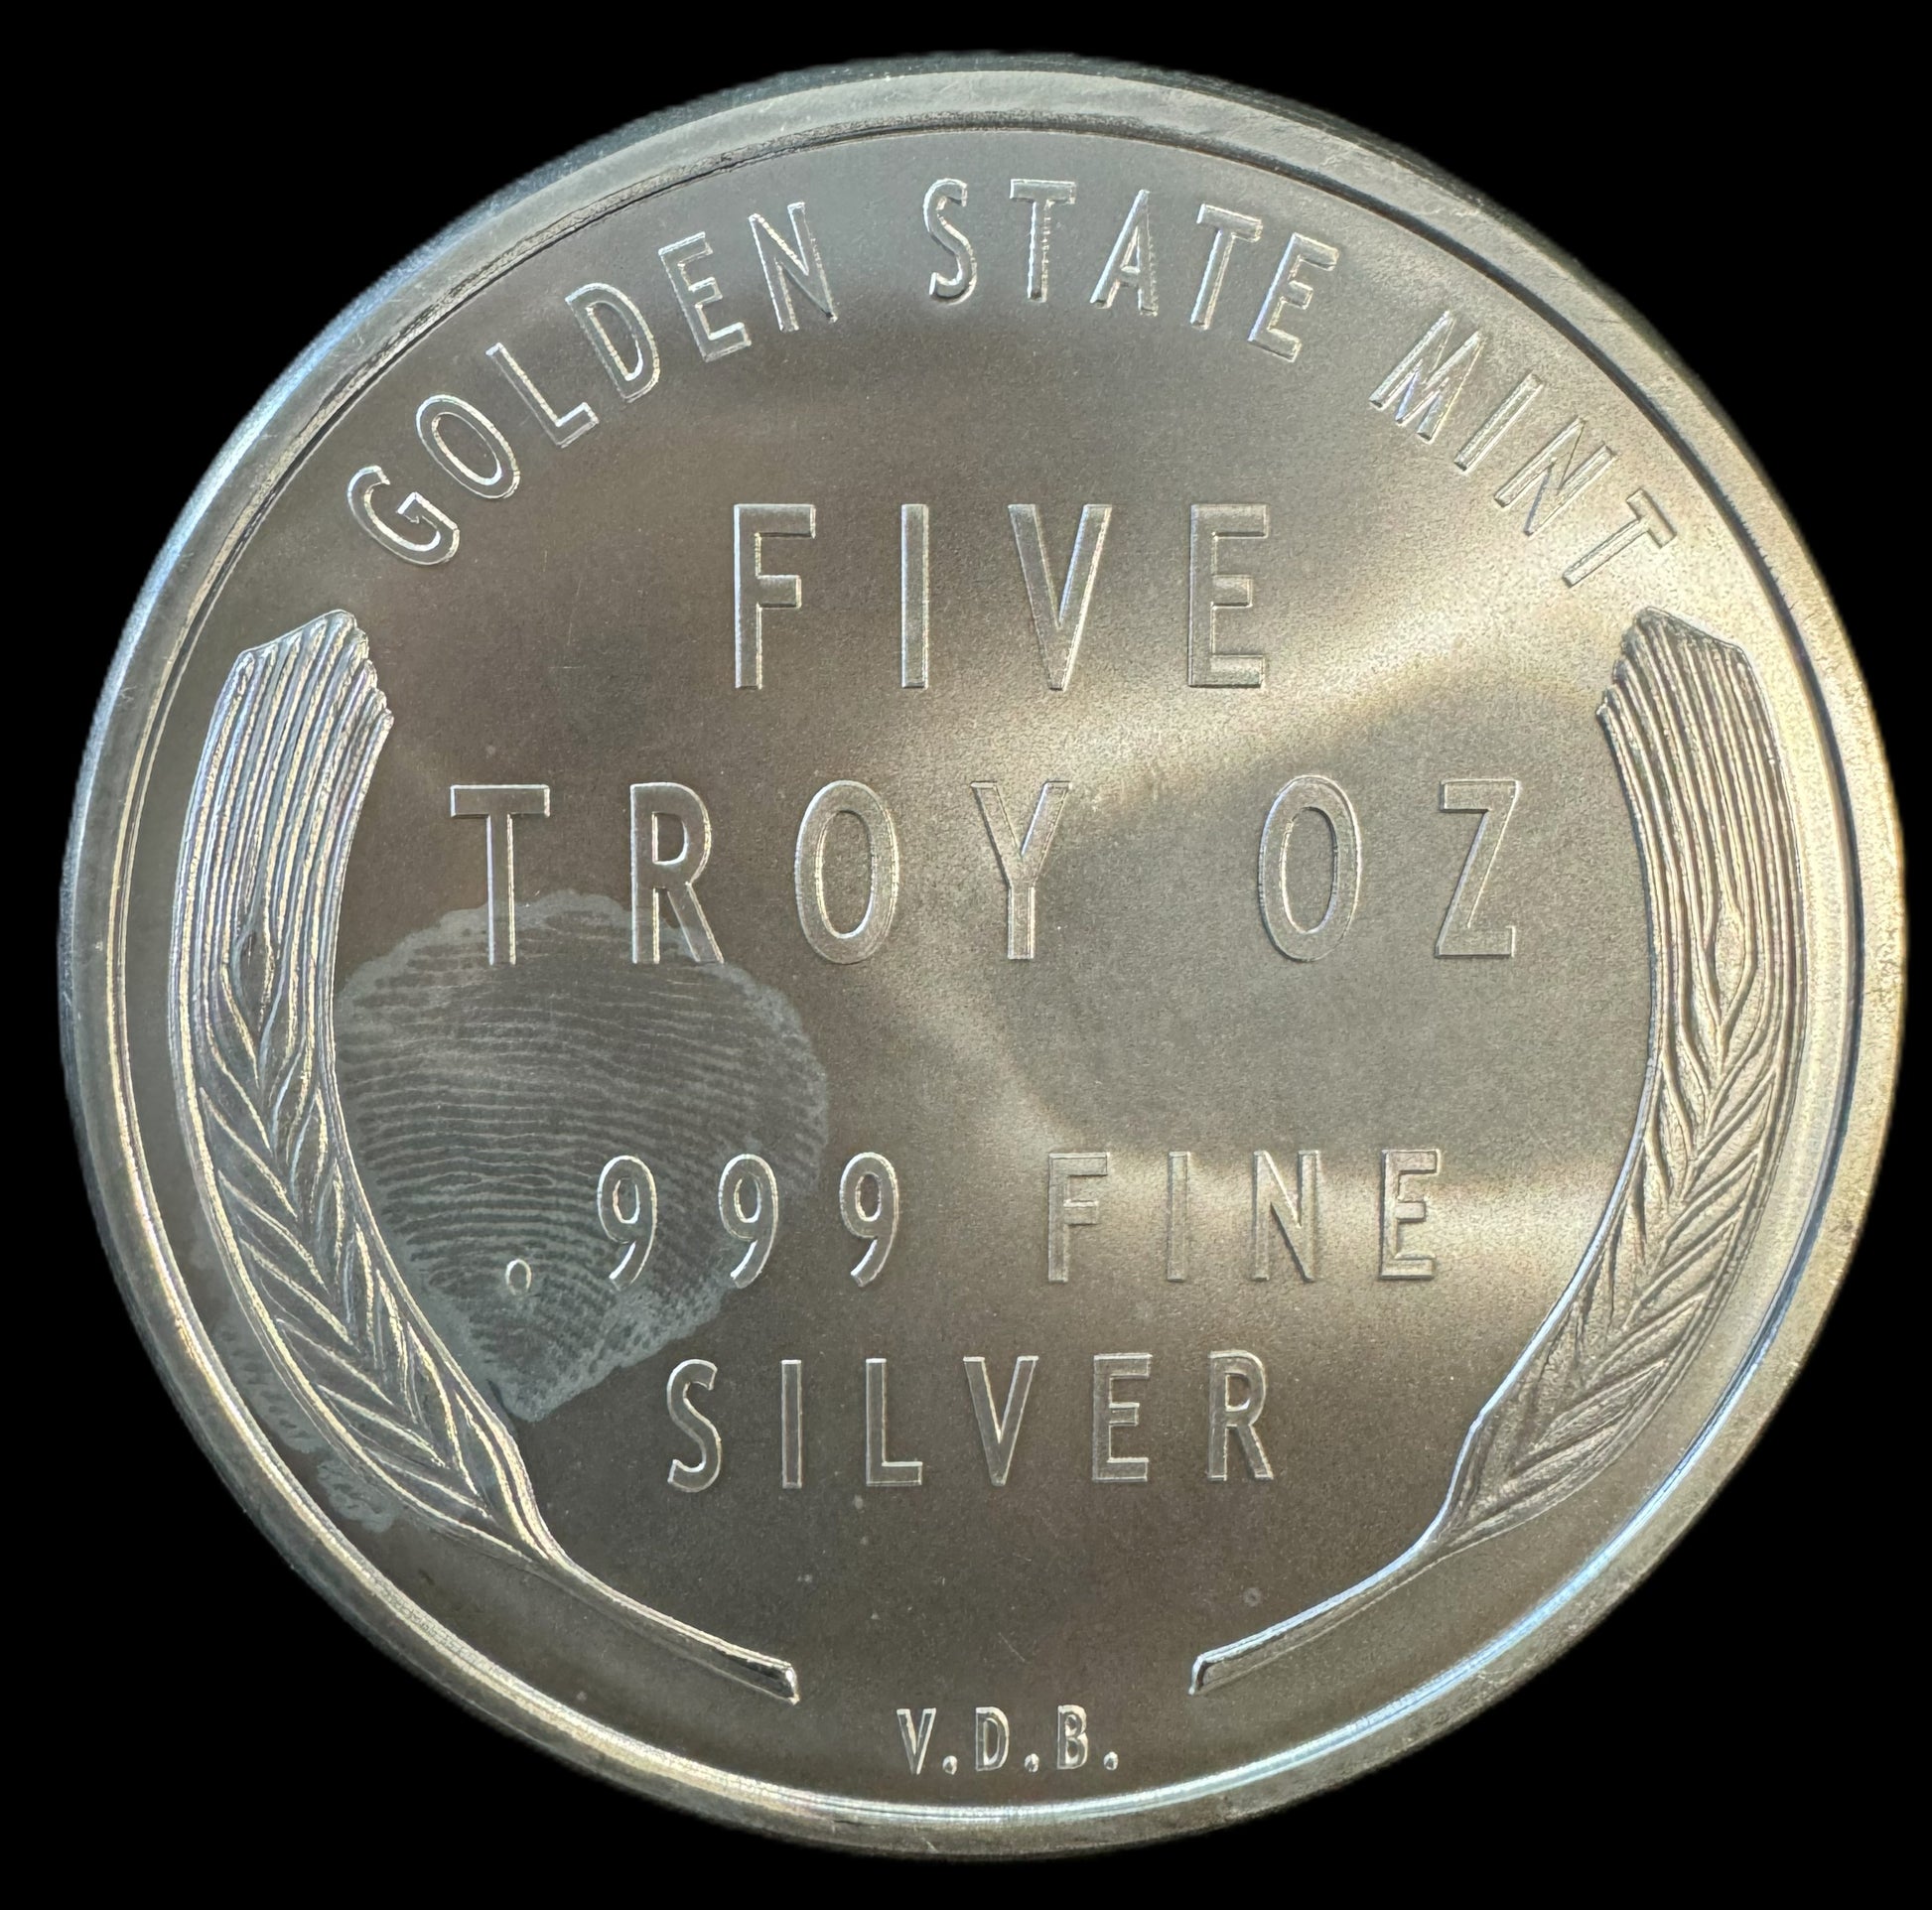 GOLDEN STATE MINT
FIVE
TROY OZ
.999 FINE
SILVER
V.D.B.